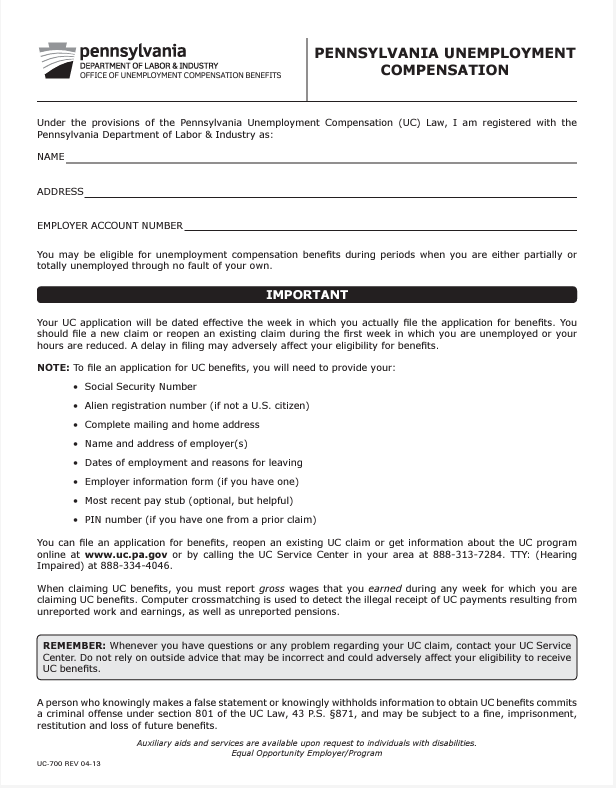 pennsylvania
DEPARTMENT OF LABOR & INDUSTRY
OFFICE OF UNEMPLOYMENT COMPENSATION BENEFITS
PENNSYLVANIA UNEMPLOYMENT
COMPENSATION
Under the provisions of the Pennsylvania Unemployment Compensation (UC) Law, I am registered with the
Pennsylvania Department of Labor & Industry as:
NAME
ADDRESS
EMPLOYER ACCOUNT NUMBER
You may be eligible for unemployment compensation benefits during periods when you are either partially or
totally unemployed through no fault of your own.
IMPORTANT
Your UC application will be dated effective the week in which you actually file the application for benefits. You
should file a new claim or reopen an existing claim during the first week in which you are unemployed or your
hours are reduced. A delay in filing may adversely affect your eligibility for benefits.
NOTE: To file an application for UC benefits, you will need to provide your:
• Social Security Number
• Alien registration number (if not a U.S. citizen)
• Complete mailing and home address
• Name and address of employer(s)
• Dates of employment and reasons for leaving
• Employer information form (if you have one)
• Most recent pay stub (optional, but helpful)
• PIN number (if you have one from a prior claim)
You can file an application for benefits, reopen an existing UC claim or get information about the UC program
online at www.uc.pa.gov or by calling the UC Service Center in your area at 888-313-7284. TTY: (Hearing
Impaired) at 888-334-4046.
When claiming UC benefits, you must report gross wages that you earned during any week for which you are
claiming UC benefits. Computer crossmatching is used to detect the illegal receipt of UC payments resulting from
unreported work and earnings, as well as unreported pensions.
REMEMBER: Whenever you have questions or any problem regarding your UC claim, contact your UC Service
Center. Do not rely on outside advice that may be incorrect and could adversely affect your eligibility to receive
UC benefits.
A person who knowingly makes a false statement or knowingly withholds information to obtain UC benefits commits
a criminal offense under section 801 of the UC Law, 43 P.S. §871, and may be subject to a fine, imprisonment,
restitution and loss of future benefits.
Auxiliary aids and services are available upon request to individuals with disabilities.
Equal Opportunity Employer/Program
UC-700 REV 04-13